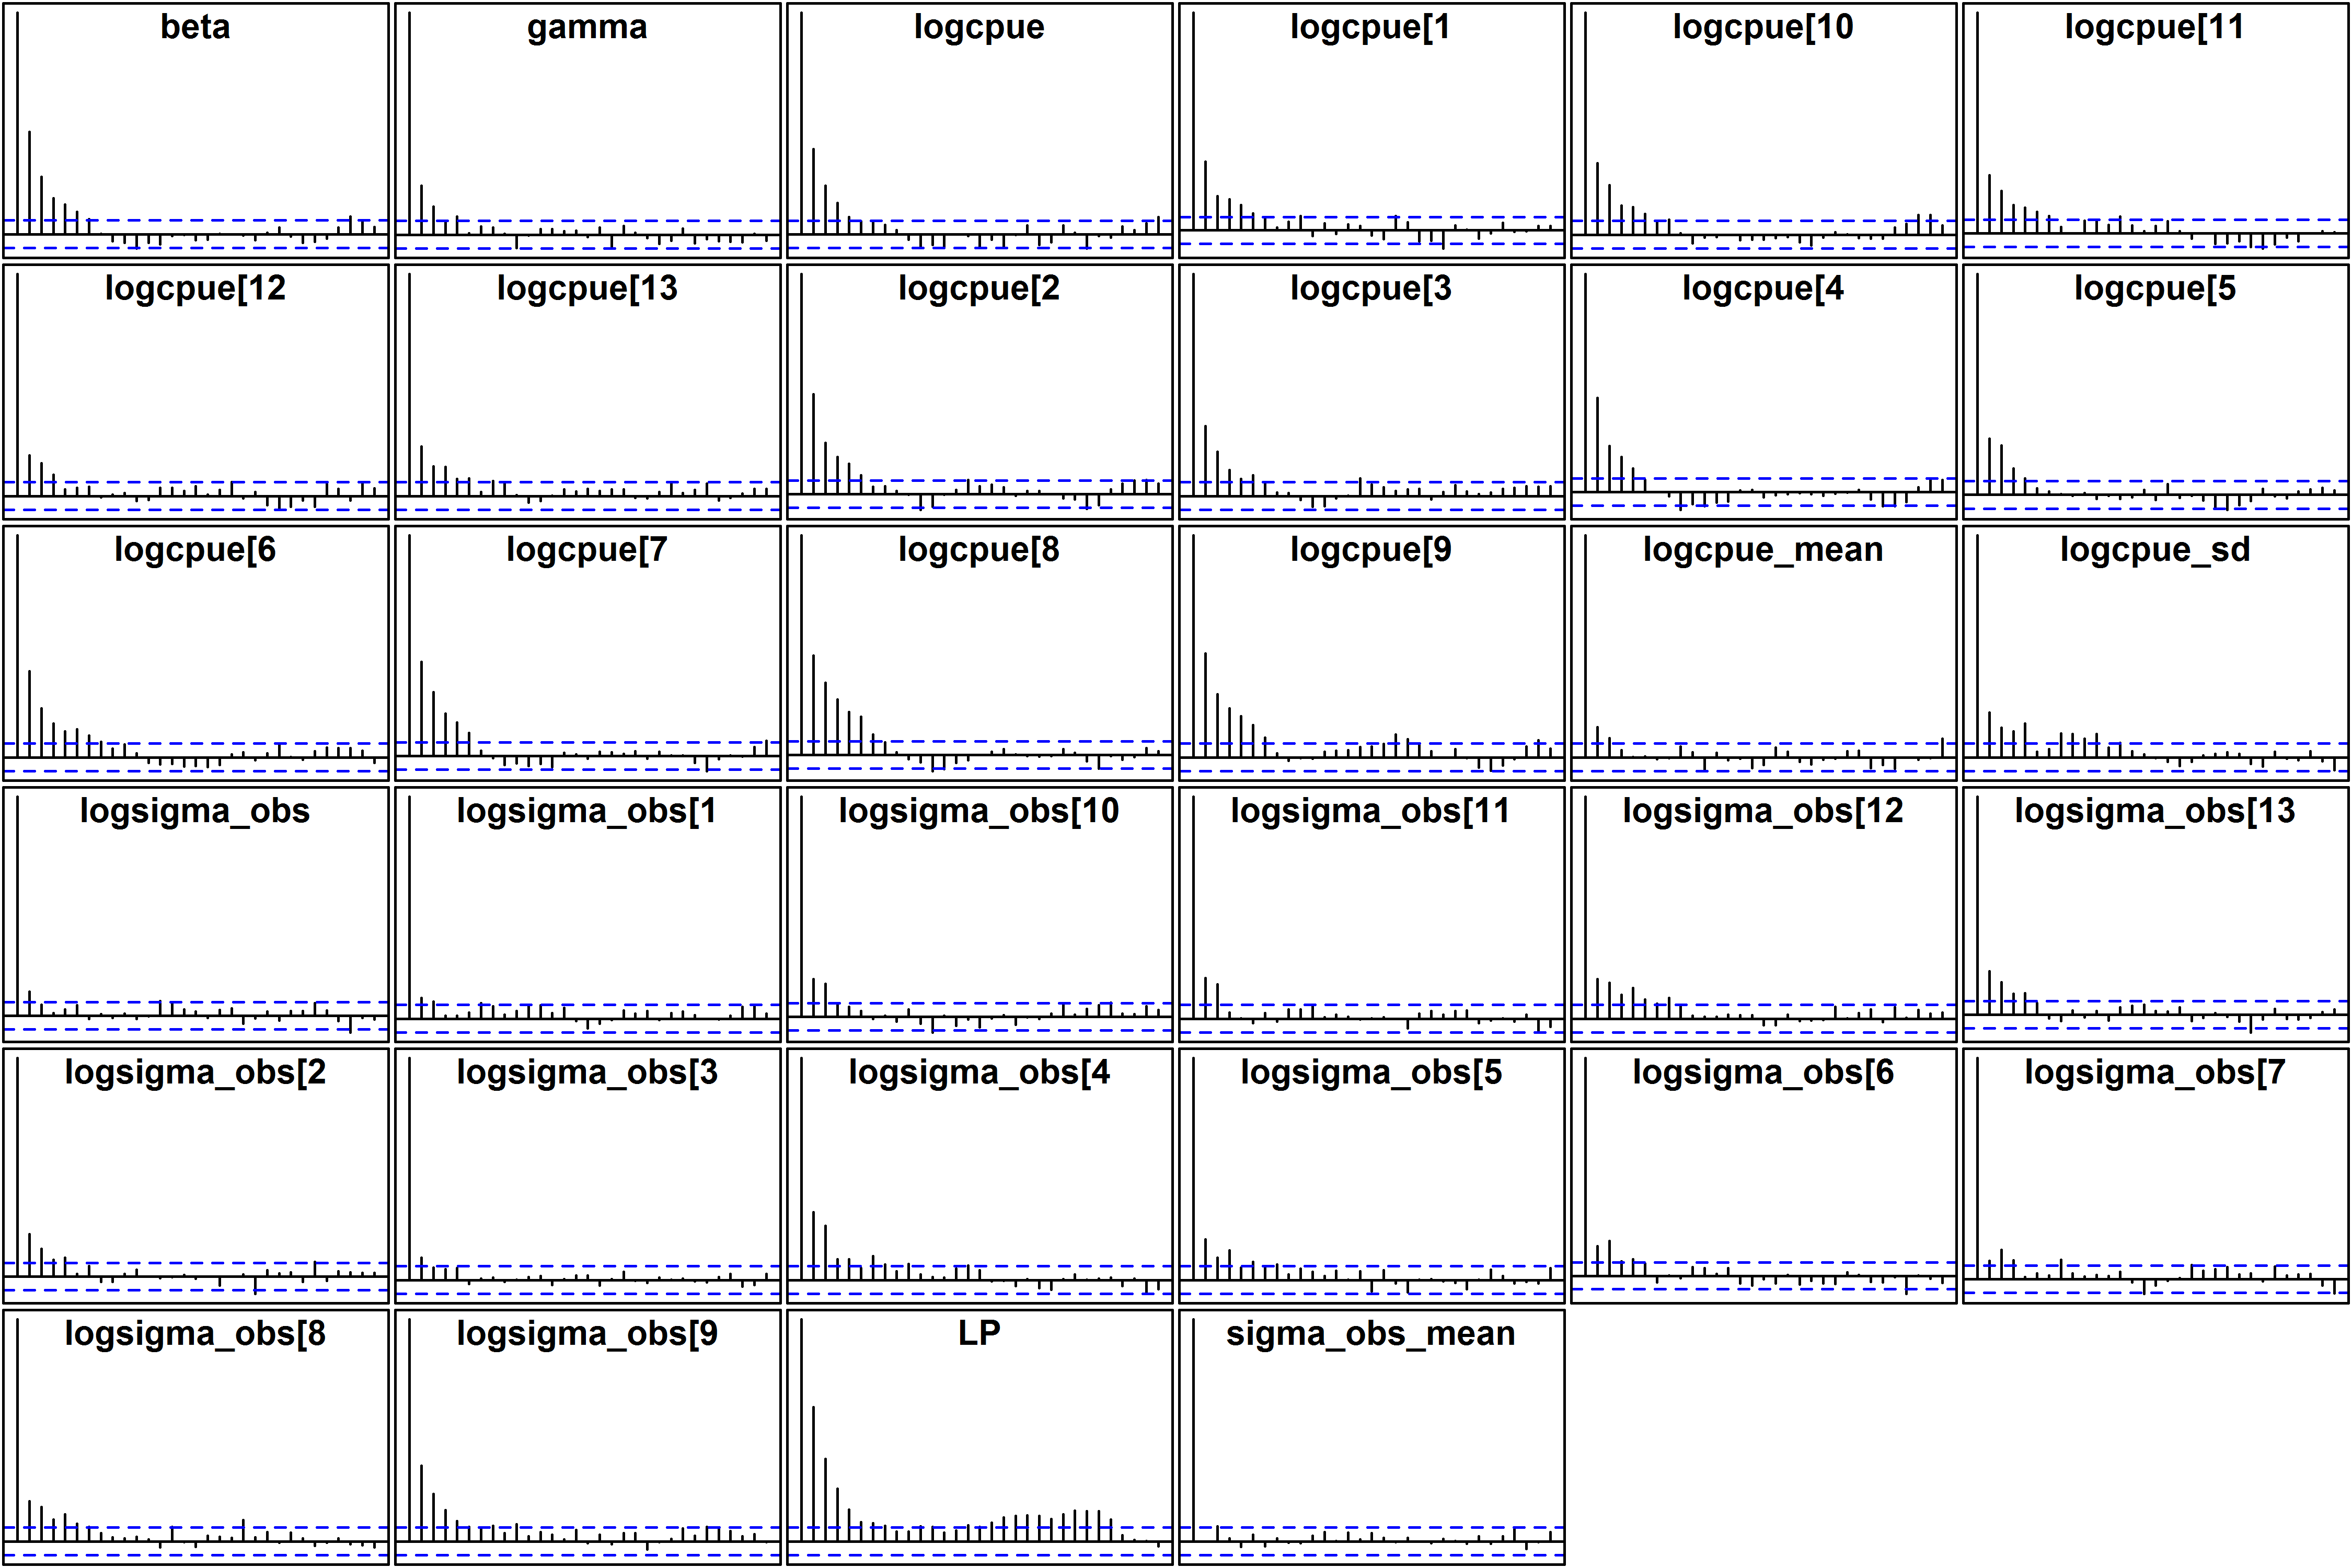 beta
gamma
logcpue
logcpue[1
logcpue[10
logcpue[11
logcpue[12
logcpue[13
logcpue[2
logcpue[3
logcpue[4
logcpue[5
logcpue[6
logcpue[7
logcpue[8
logcpue[9
logcpue_mean
logcpue_sd
logsigma_obs
logsigma_obs[1
logsigma_obs[10
logsigma_obs[11
logsigma_obs[12
logsigma_obs[13
logsigma_obs[2
logsigma_obs[3
logsigma_obs[4
logsigma_obs[5
logsigma_obs[6
logsigma_obs[7
logsigma_obs[8
logsigma_obs[9
LP
sigma_obs_mean